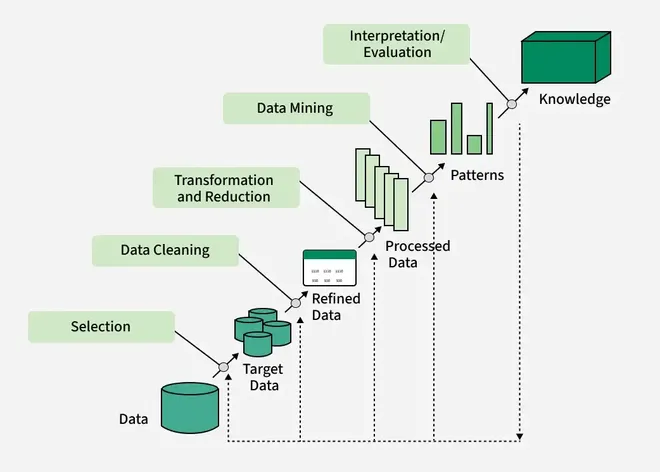 Interpretation/
Evaluation
Knowledge
Data Mining
Patterns
Transformation
and Reduction
Processed
Data
Data Cleaning
Refined
Data
Selection
Target
Data
Data